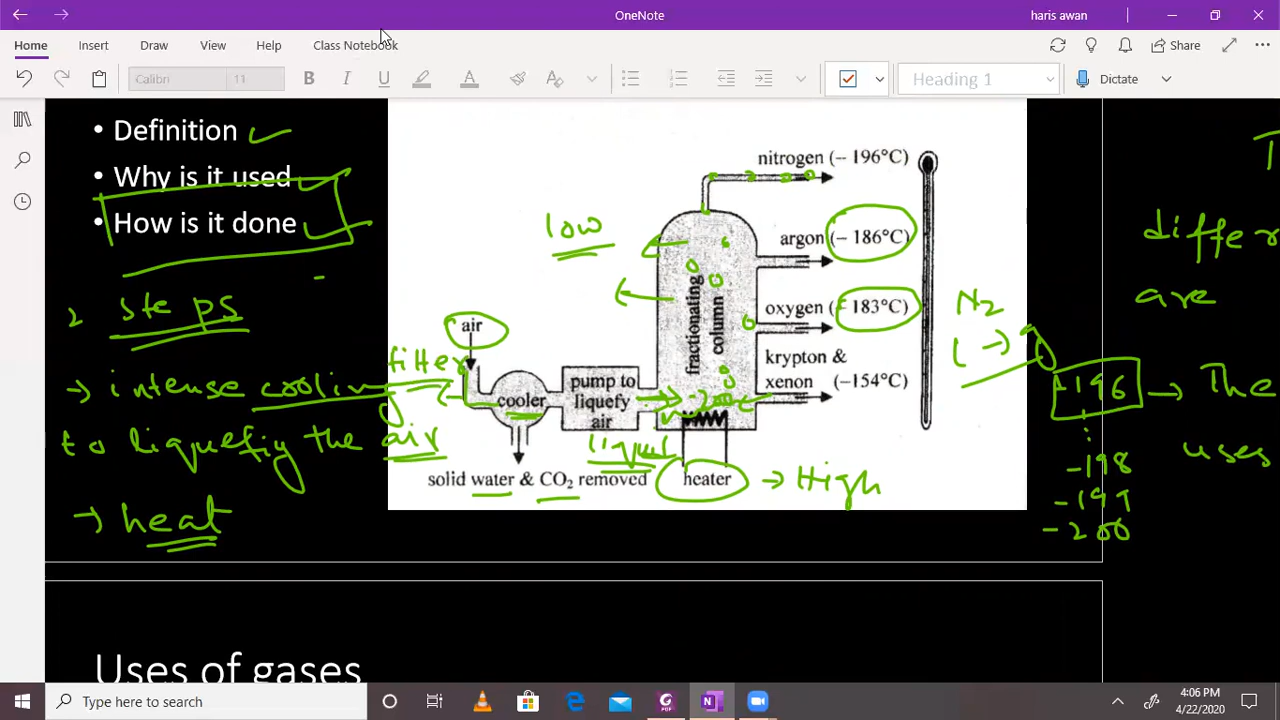 OneNote
haris awan
Home
Insert
Draw
View
Help
Class Notebook
Share
Calibri
11
B
I
U
A
Heading 1
Dictate
• Definition
• Why is it used
• How is it done
2 steps
→ intense cooling
to liquefiy the air
→ heat
nitrogen (– 196°C)
argon (– 186°C)
oxygen (– 183°C)
krypton &
xenon (–154°C)
low
air
filter
cooler
pump to
liquefy
air
fractionating
column
-200
liquid
solid water & CO₂ removed
heater
→ High
N2
l → g
-196 → The
-198
-199
-200
differ
are
uses
Uses of gases
Type here to search
4:06 PM
4/22/2020